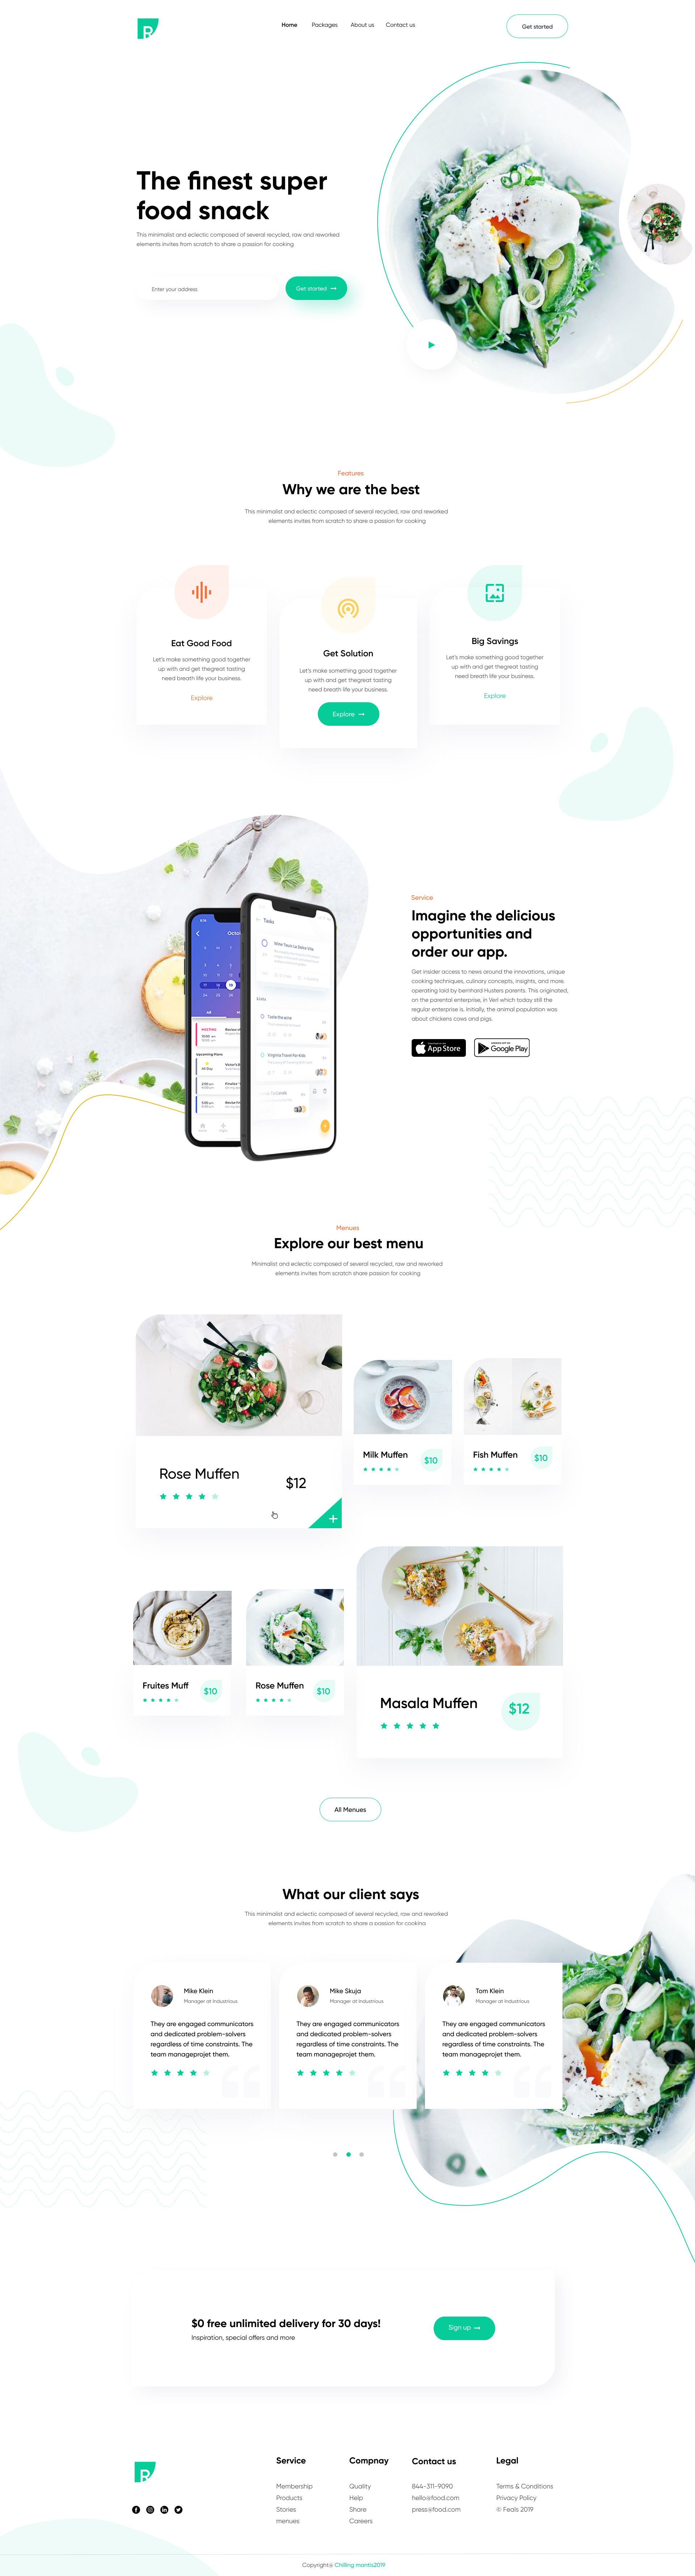 Home Packages About us Contact us
Get started
The finest super
food snack
This minimalist and eclectic composed of several recycled, raw and reworked
elements invites from scratch to share a passion for cooking
Enter your address
Get started
Features
Why we are the best
This minimalist and eclectic composed of several recycled, raw and reworked
elements invites from scratch to share a passion for cooking
Eat Good Food
Let's make something good together
up with and get thegreat tasting
need breath life your business.
Explore
Get Solution
Let's make something good together
up with and get thegreat tasting
need breath life your business.
Explore
Big Savings
Let's make something good together
up with and get thegreat tasting
need breath life your business.
Explore
Tasks
Service
Imagine the delicious
opportunities and
order our app.
Get insider access to news around the innovations, unique
cooking techniques, culinary concepts, insights, and more.
operating laid by bernhard Husters parents. This originated,
on the parental enterprise, in Verl which today still the
regular enterprise is. Initially, the animal population was
about chickens cows and pigs.
App Store
Google Play
Menues
Explore our best menu
Minimalist and eclectic composed of several recycled, raw and reworked
elements invites from scratch share passion for cooking
Rose Muffen
$12
Milk Muffen
$10
Fish Muffen
$10
Fruites Muff
$10
Rose Muffen
$10
Masala Muffen
$12
All Menues
What our client says
This minimalist and eclectic composed of several recycled, raw and reworked
elements invites from scratch to share a passion for cooking
Mike Klein
Manager at Industrious
They are engaged communicators
and dedicated problem-solvers
regardless of time constraints. The
team manageprojet them.
Mike Skuja
Manager at Industrious
They are engaged communicators
and dedicated problem-solvers
regardless of time constraints. The
team manageprojet them.
Tom Klein
Manager at Industrious
They are engaged communicators
and dedicated problem-solvers
regardless of time constraints. The
team manageprojet them.
$0 free unlimited delivery for 30 days!
Inspiration, special offers and more
Sign up
Service
Membership
Products
Stories
menues
Compnay
Quality
Help
Share
Careers
Contact us
844-311-9090
hello@food.com
press@food.com
Legal
Terms & Conditions
Privacy Policy
© Feals 2019
Copyright@ Chilling mantis2019